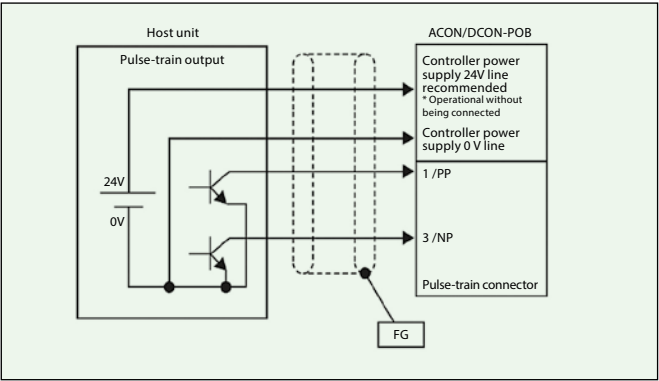 Host unit
Pulse-train output
24V
0V
ACON/DCON-POB
Controller power
supply 24V line
recommended
* Operational without
being connected
Controller power
supply 0 V line
1 /PP
3 /NP
Pulse-train connector
FG